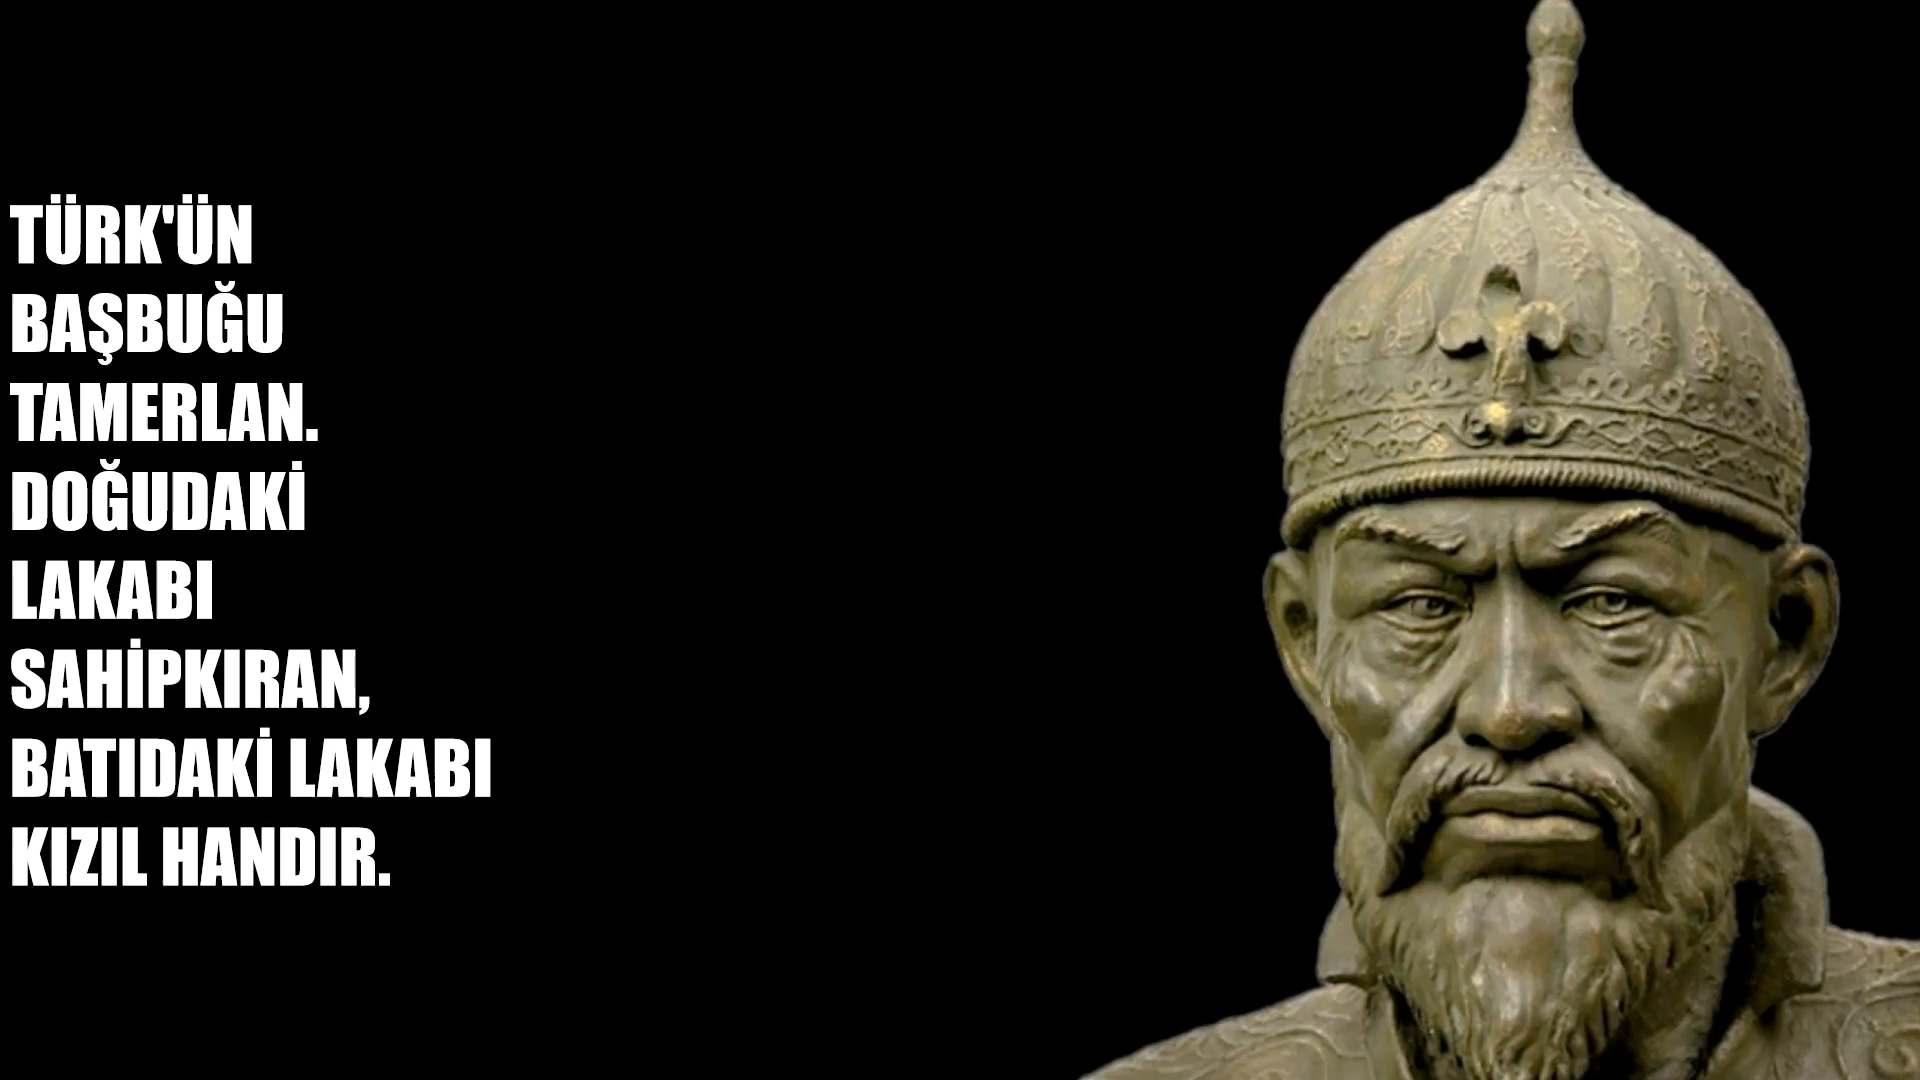 TÜRK'ÜN
BAŞBUĞU
TAMERLAN.
DOĞUDAKİ
LAKABI
SAHİPKIRAN,
BATIDAKİ LAKABI
KIZIL HANDIR.